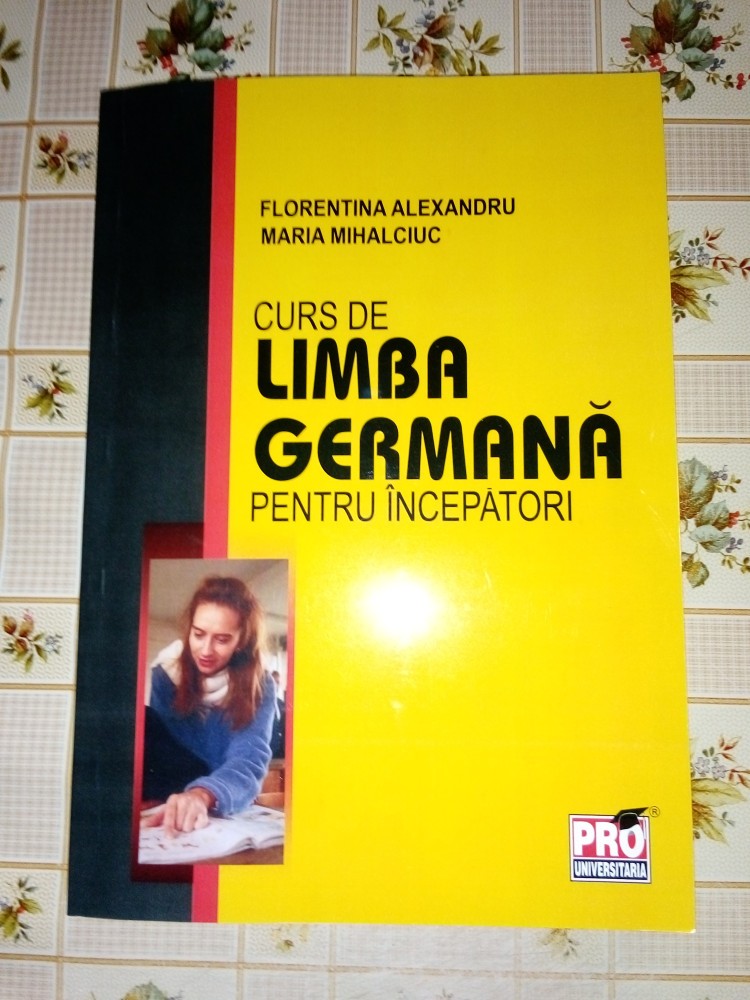 FLORENTINA ALEXANDRU
MARIA MIHALCIUC
CURS DE
LIMBA
GERMANĂ
PENTRU ÎNCEPĂTORI
PRO ®
UNIVERSITARIA